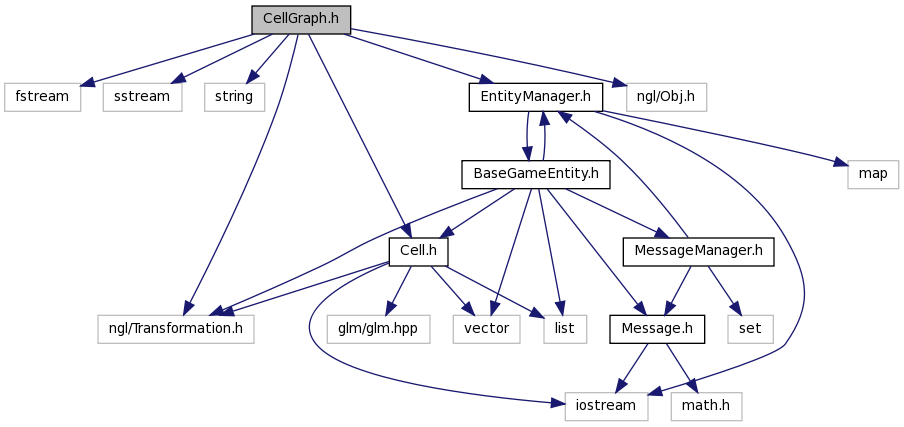 CellGraph.h
fstream
sstream
string
EntityManager.h
ngl/Obj.h
BaseGameEntity.h
map
Cell.h
MessageManager.h
ngl/Transformation.h
glm/glm.hpp
vector
list
Message.h
set
iostream
math.h